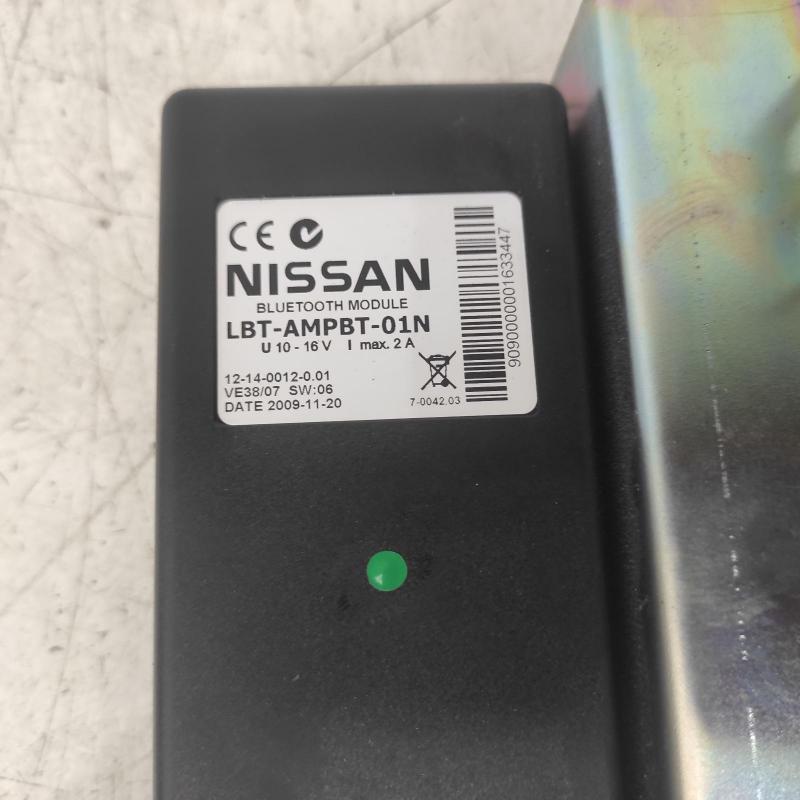 CE
NISSAN
BLUETOOTH MODULE
LBT-AMPBT-01N
U 10 - 16 V I max. 2 A
12-14-0012-0.01
VE38/07 SW:06
DATE 2009-11-20
7-0042.03
9090000001633447